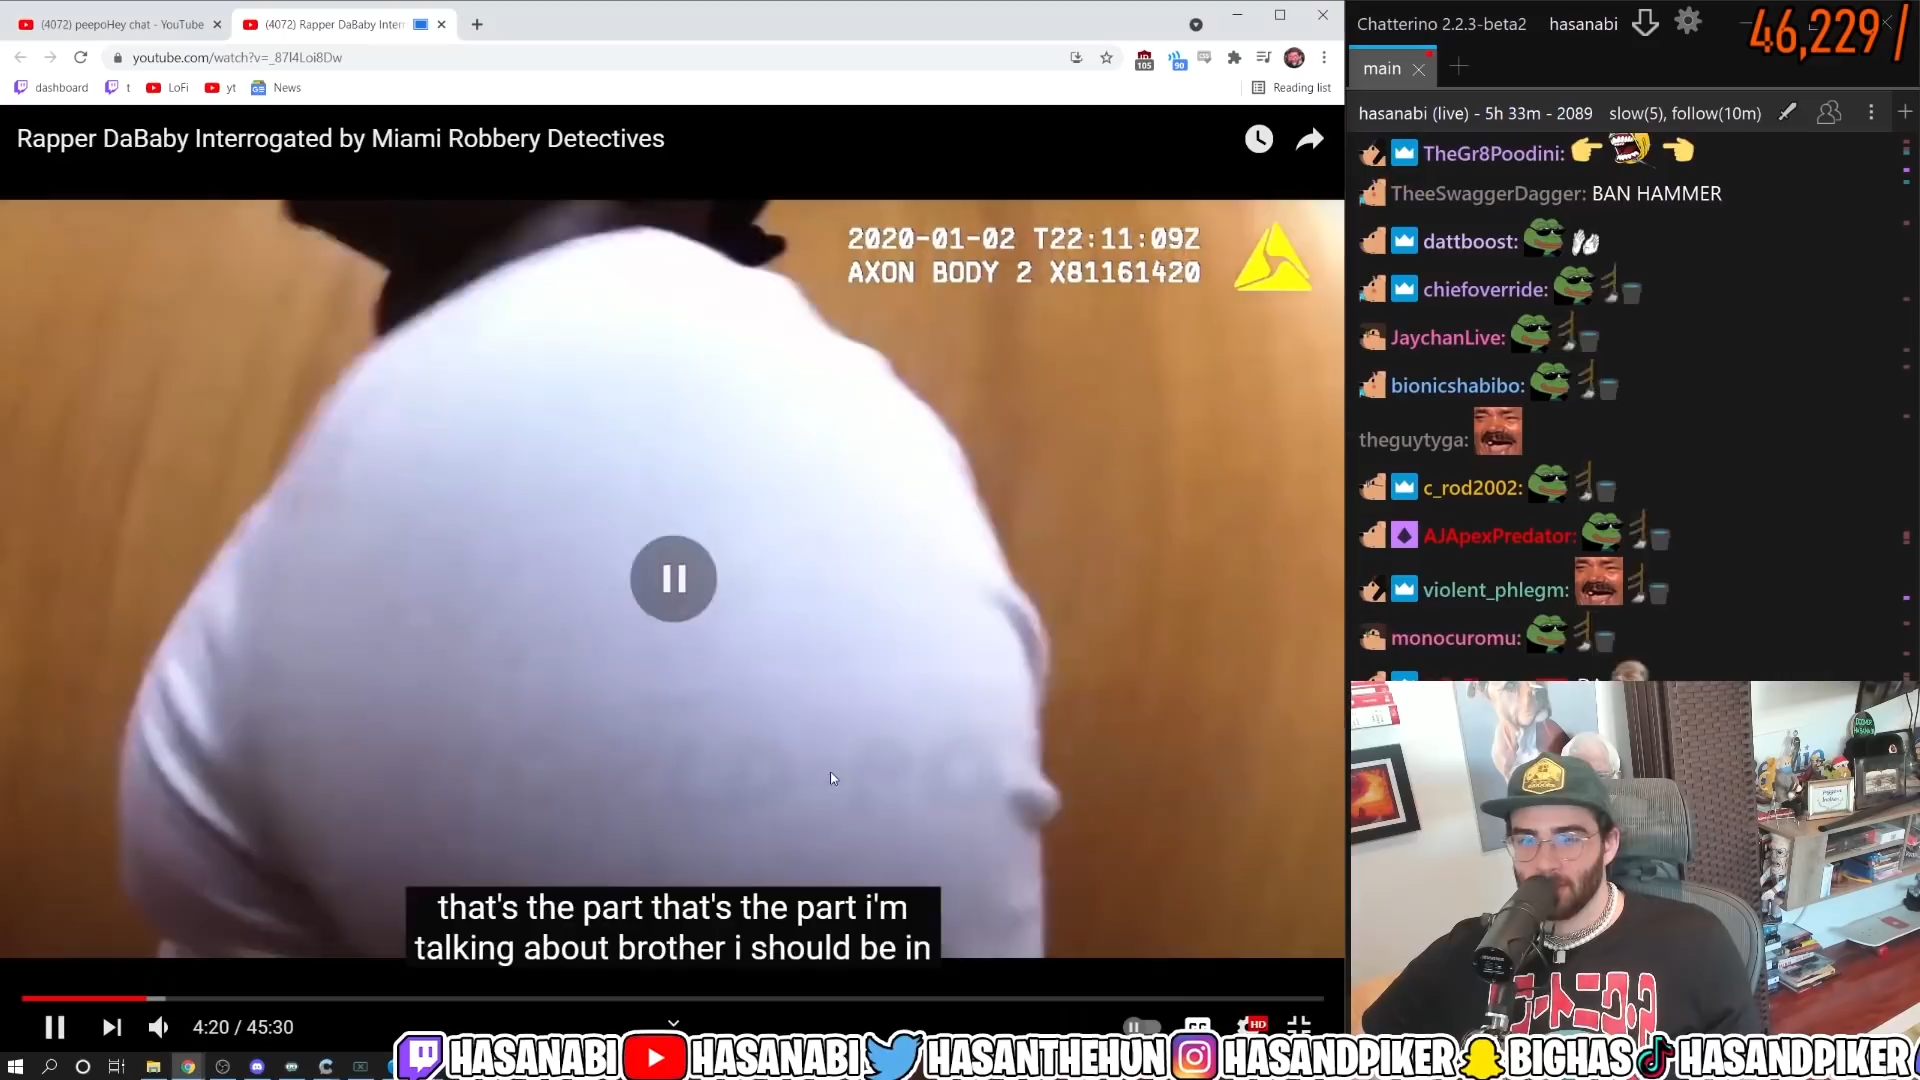 (4072) peepoHey chat - YouTube
(4072) Rapper DaBaby Inter
youtube.com/watch?v=_87l4Loi8Dw
105
90
dashboard
t
LoFi
yt
News
Reading list
Rapper DaBaby Interrogated by Miami Robbery Detectives
2020-01-02 T22:11:09Z
AXON BODY 2 X81161420
that's the part that's the part i'm
talking about brother i should be in
4:20 / 45:30
HD
Chatterino 2.2.3-beta2
hasanabi
46,229 /
main
hasanabi (live) - 5h 33m - 2089 slow(5), follow(10m)
TheGr8Poodini:
TheeSwaggerDagger: BAN HAMMER
dattboost:
chiefoverride:
JaychanLive:
bionicshabibo:
theguytyga:
c_rod2002:
AJApexPredator:
violent_phlegm:
monocuromu:
HASANABI HASANABI HASANTHEHUN HASANDPIKER BIGHAS HASANDPIKER